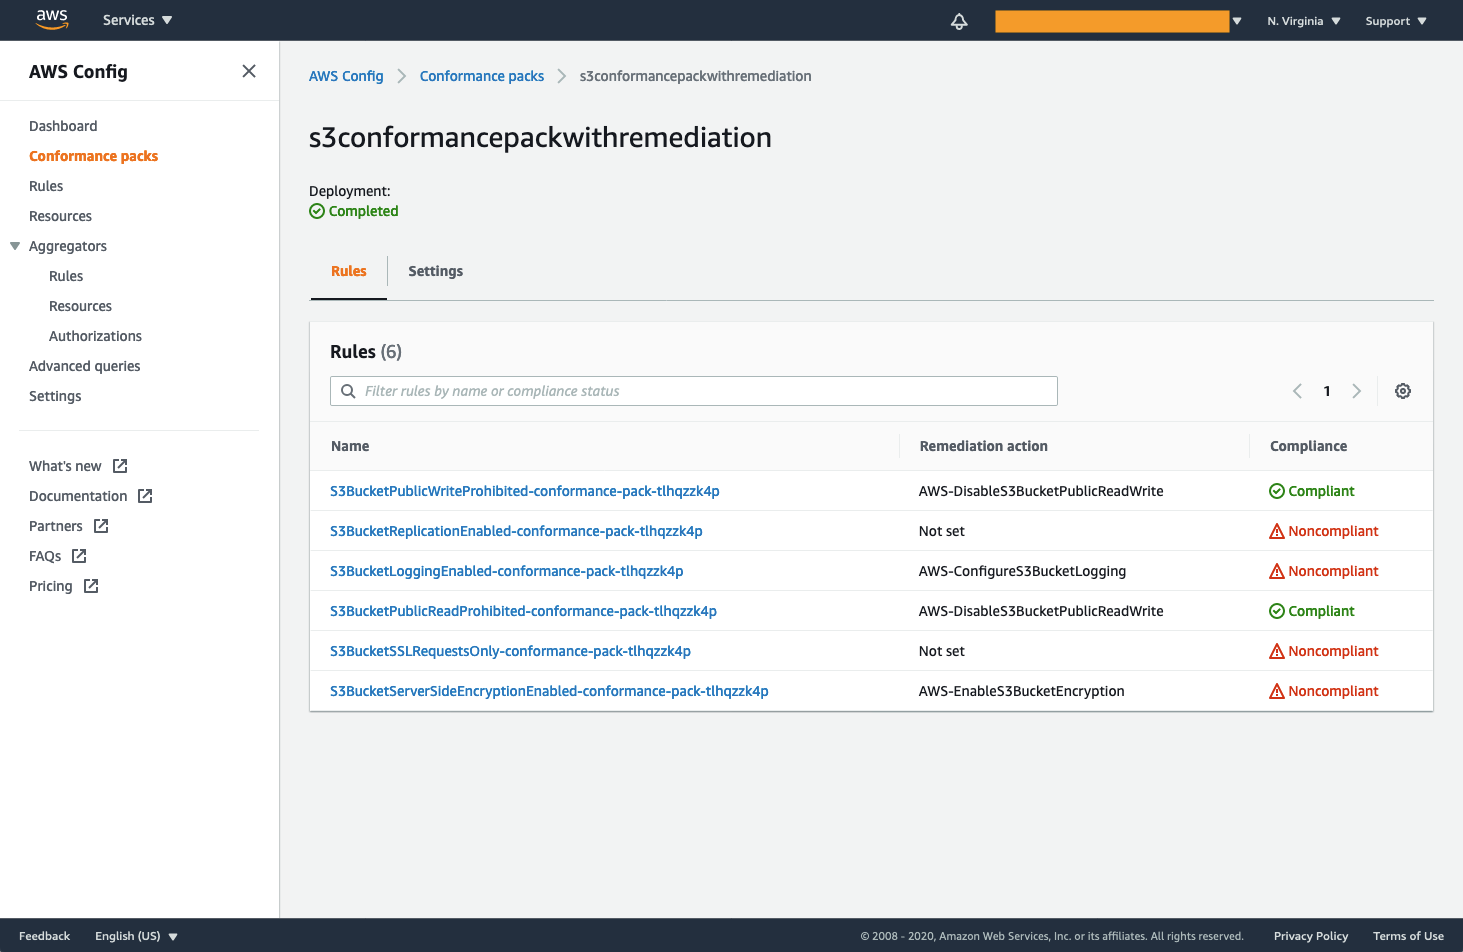 aws Services N. Virginia Support
AWS Config
Dashboard
Conformance packs
Rules
Resources
Aggregators
Rules
Resources
Authorizations
Advanced queries
Settings
What's new
Documentation
Partners
FAQs
Pricing
AWS Config Conformance packs s3conformancepackwithremediation
s3conformancepackwithremediation
Deployment:
Completed
Rules Settings
Rules (6)
Filter rules by name or compliance status 1
Name Remediation action Compliance
S3BucketPublicWriteProhibited-conformance-pack-tlhqzzk4p AWS-DisableS3BucketPublicReadWrite Compliant
S3BucketReplicationEnabled-conformance-pack-tlhqzzk4p Not set Noncompliant
S3BucketLoggingEnabled-conformance-pack-tlhqzzk4p AWS-ConfigureS3BucketLogging Noncompliant
S3BucketPublicReadProhibited-conformance-pack-tlhqzzk4p AWS-DisableS3BucketPublicReadWrite Compliant
S3BucketSSLRequestsOnly-conformance-pack-tlhqzzk4p Not set Noncompliant
S3BucketServerSideEncryptionEnabled-conformance-pack-tlhqzzk4p AWS-EnableS3BucketEncryption Noncompliant
Feedback English (US) © 2008 - 2020, Amazon Web Services, Inc. or its affiliates. All rights reserved. Privacy Policy Terms of Use